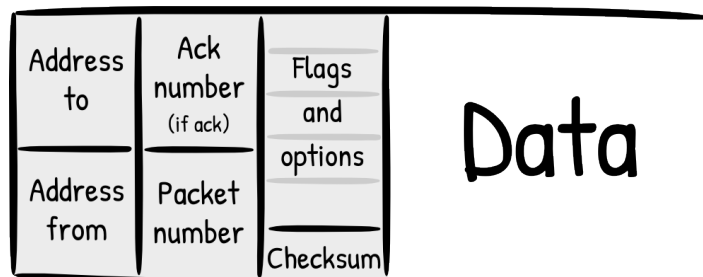 Address
to
Address
from
Ack
number
(if ack)
Packet
number
Flags
and
options
Checksum
Data